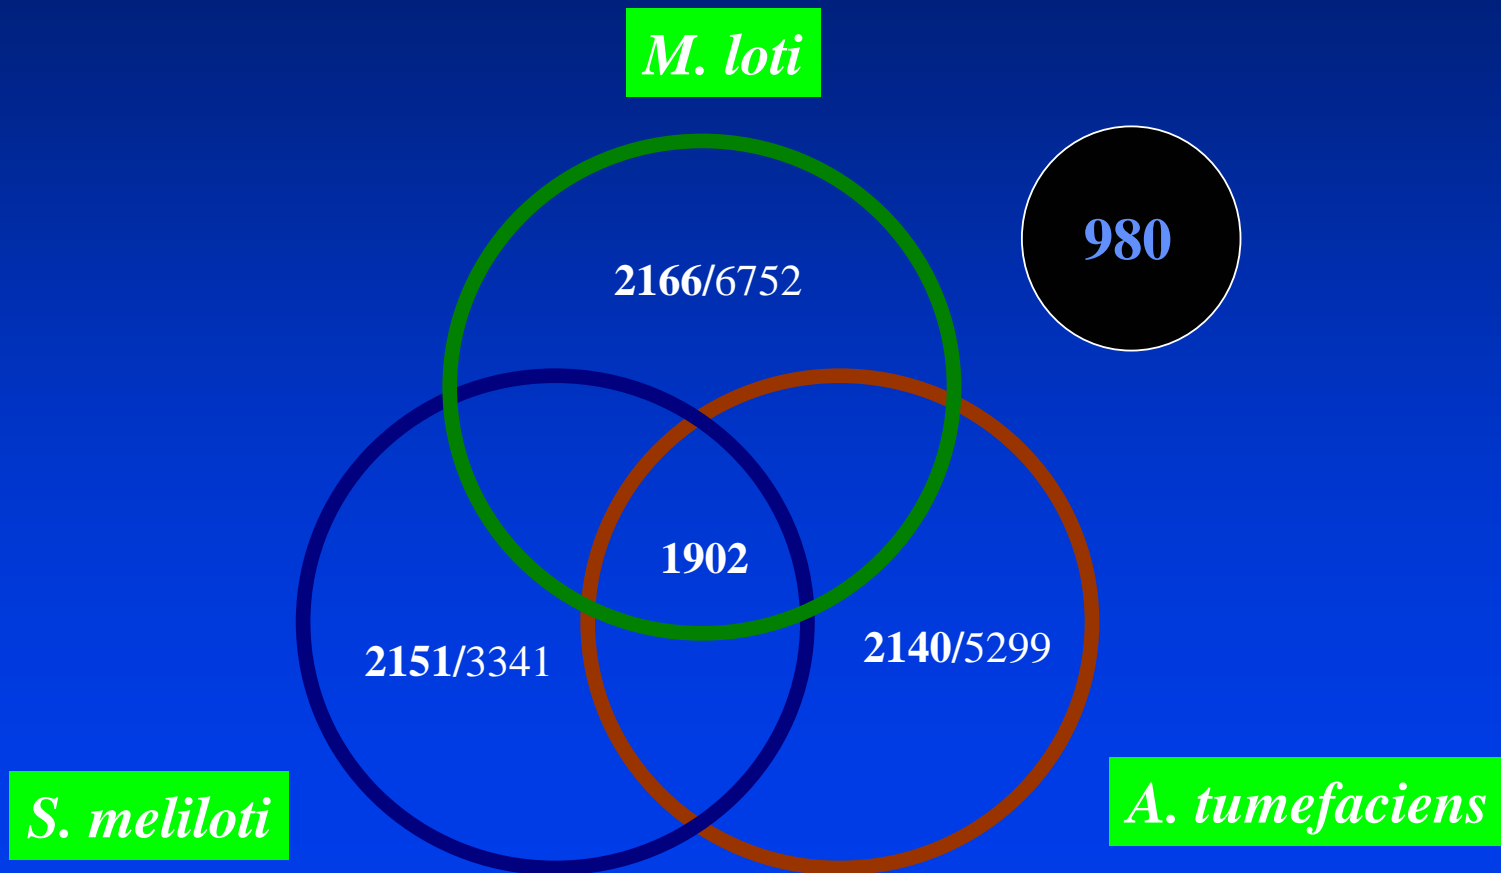 M. loti
980
2166/6752
1902
2151/3341
2140/5299
S. meliloti
A. tumefaciens